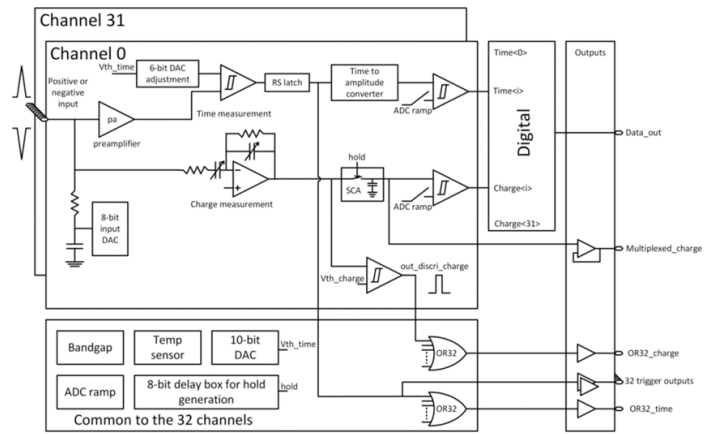 Channel 31
Channel 0
Positive or
negative
input
Vth_time
6-bit DAC
adjustment
RS latch
Time to
amplitude
converter
ADC ramp
pa
preamplifier
Time measurement
Charge measurement
hold
SCA
ADC ramp
8-bit
input
DAC
Vth_charge
out_discri_charge
Digital
Time<0>
Time<i>
Charge<i>
Charge<31>
Outputs
Data_out
Multiplexed_charge
OR32_charge
32 trigger outputs
OR32_time
Bandgap
Temp
sensor
10-bit
DAC
Vth_time
ADC ramp
8-bit delay box for hold
generation
hold
OR32
OR32
Common to the 32 channels